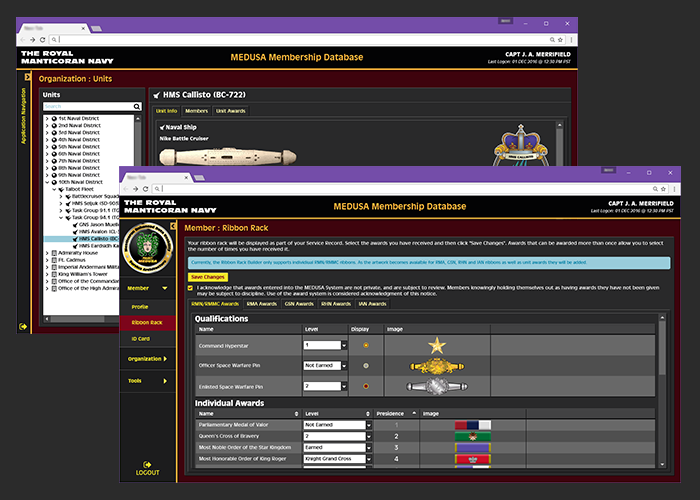 THE ROYAL
MANTICORAN NAVY
MEDUSA Membership Database
CAPT J. A. MERRIFIELD
Last Logon: 01 DEC 2016 @ 12:30 PM PST
Application Navigation
Organization : Units
Units
Search
1st Naval District
2nd Naval District
3rd Naval District
4th Naval District
5th Naval District
6th Naval District
7th Naval District
8th Naval District
9th Naval District
10th Naval District
Talbot Fleet
Battlecruiser Squad
HMS Seljuk (SD-
Task Group 91.1 (TG
Task Group 94.1 (TG
GNS Jason
HMS Avalon (CL-
HMS Callisto (BC-
HMS Kardashi
Admiralty House
Ft. Cadmus
Imperial Andermani Militar
King William's Tower
Office of the Commandan
Office of the High Admira
HMS Callisto (BC-722)
Unit Info
Members
Unit Awards
Naval Ship
Nike Battle Cruiser
HMS CALLISTO
THE ROYAL
MANTICORAN NAVY
MEDUSA Membership Database
CAPT J. A. MERRIFIELD
Last Logon: 01 DEC 2016 @ 12:30 PM PST
Member
Profile
Ribbon Rack
ID Card
Organization
Tools
LOGOUT
Member : Ribbon Rack
Your ribbon rack will be displayed as part of your Service Record. Select the awards you have received and then click "Save Changes". Awards that can be awarded more than once allow you to select
the number of times you have received it.
Currently, the Ribbon Rack Builder only supports individual RMN/RMMC ribbons. As the artwork becomes available for RMA, GSN, RHN and IAN ribbons as well as unit awards they will be added
Save Changes
I acknowledge that awards entered into the MEDUSA System are not private, and are subject to review. Members knowingly holding themselves out as having awards they have not been given
may be subject to discipline. Use of the award system is considered acknowledgment of this notice.
RMN/RMMC Awards
RMA Awards
GSN Awards
RHN Awards
IAN Awards
Qualifications
Name
Level
Display
Image
Command Hyperstar
1
Officer Space Warfare Pin
Not Earned
Enlisted Space Warfare Pin
2
Individual Awards
Name
Level
Presidence
Image
Parliamentary Medal of Valor
Not Earned
1
Queen's Cross of Bravery
2
2
Most Noble Order of the Star Kingdom
Earned
3
Most Honorable Order of King Roger
Knight Grand Cross
4